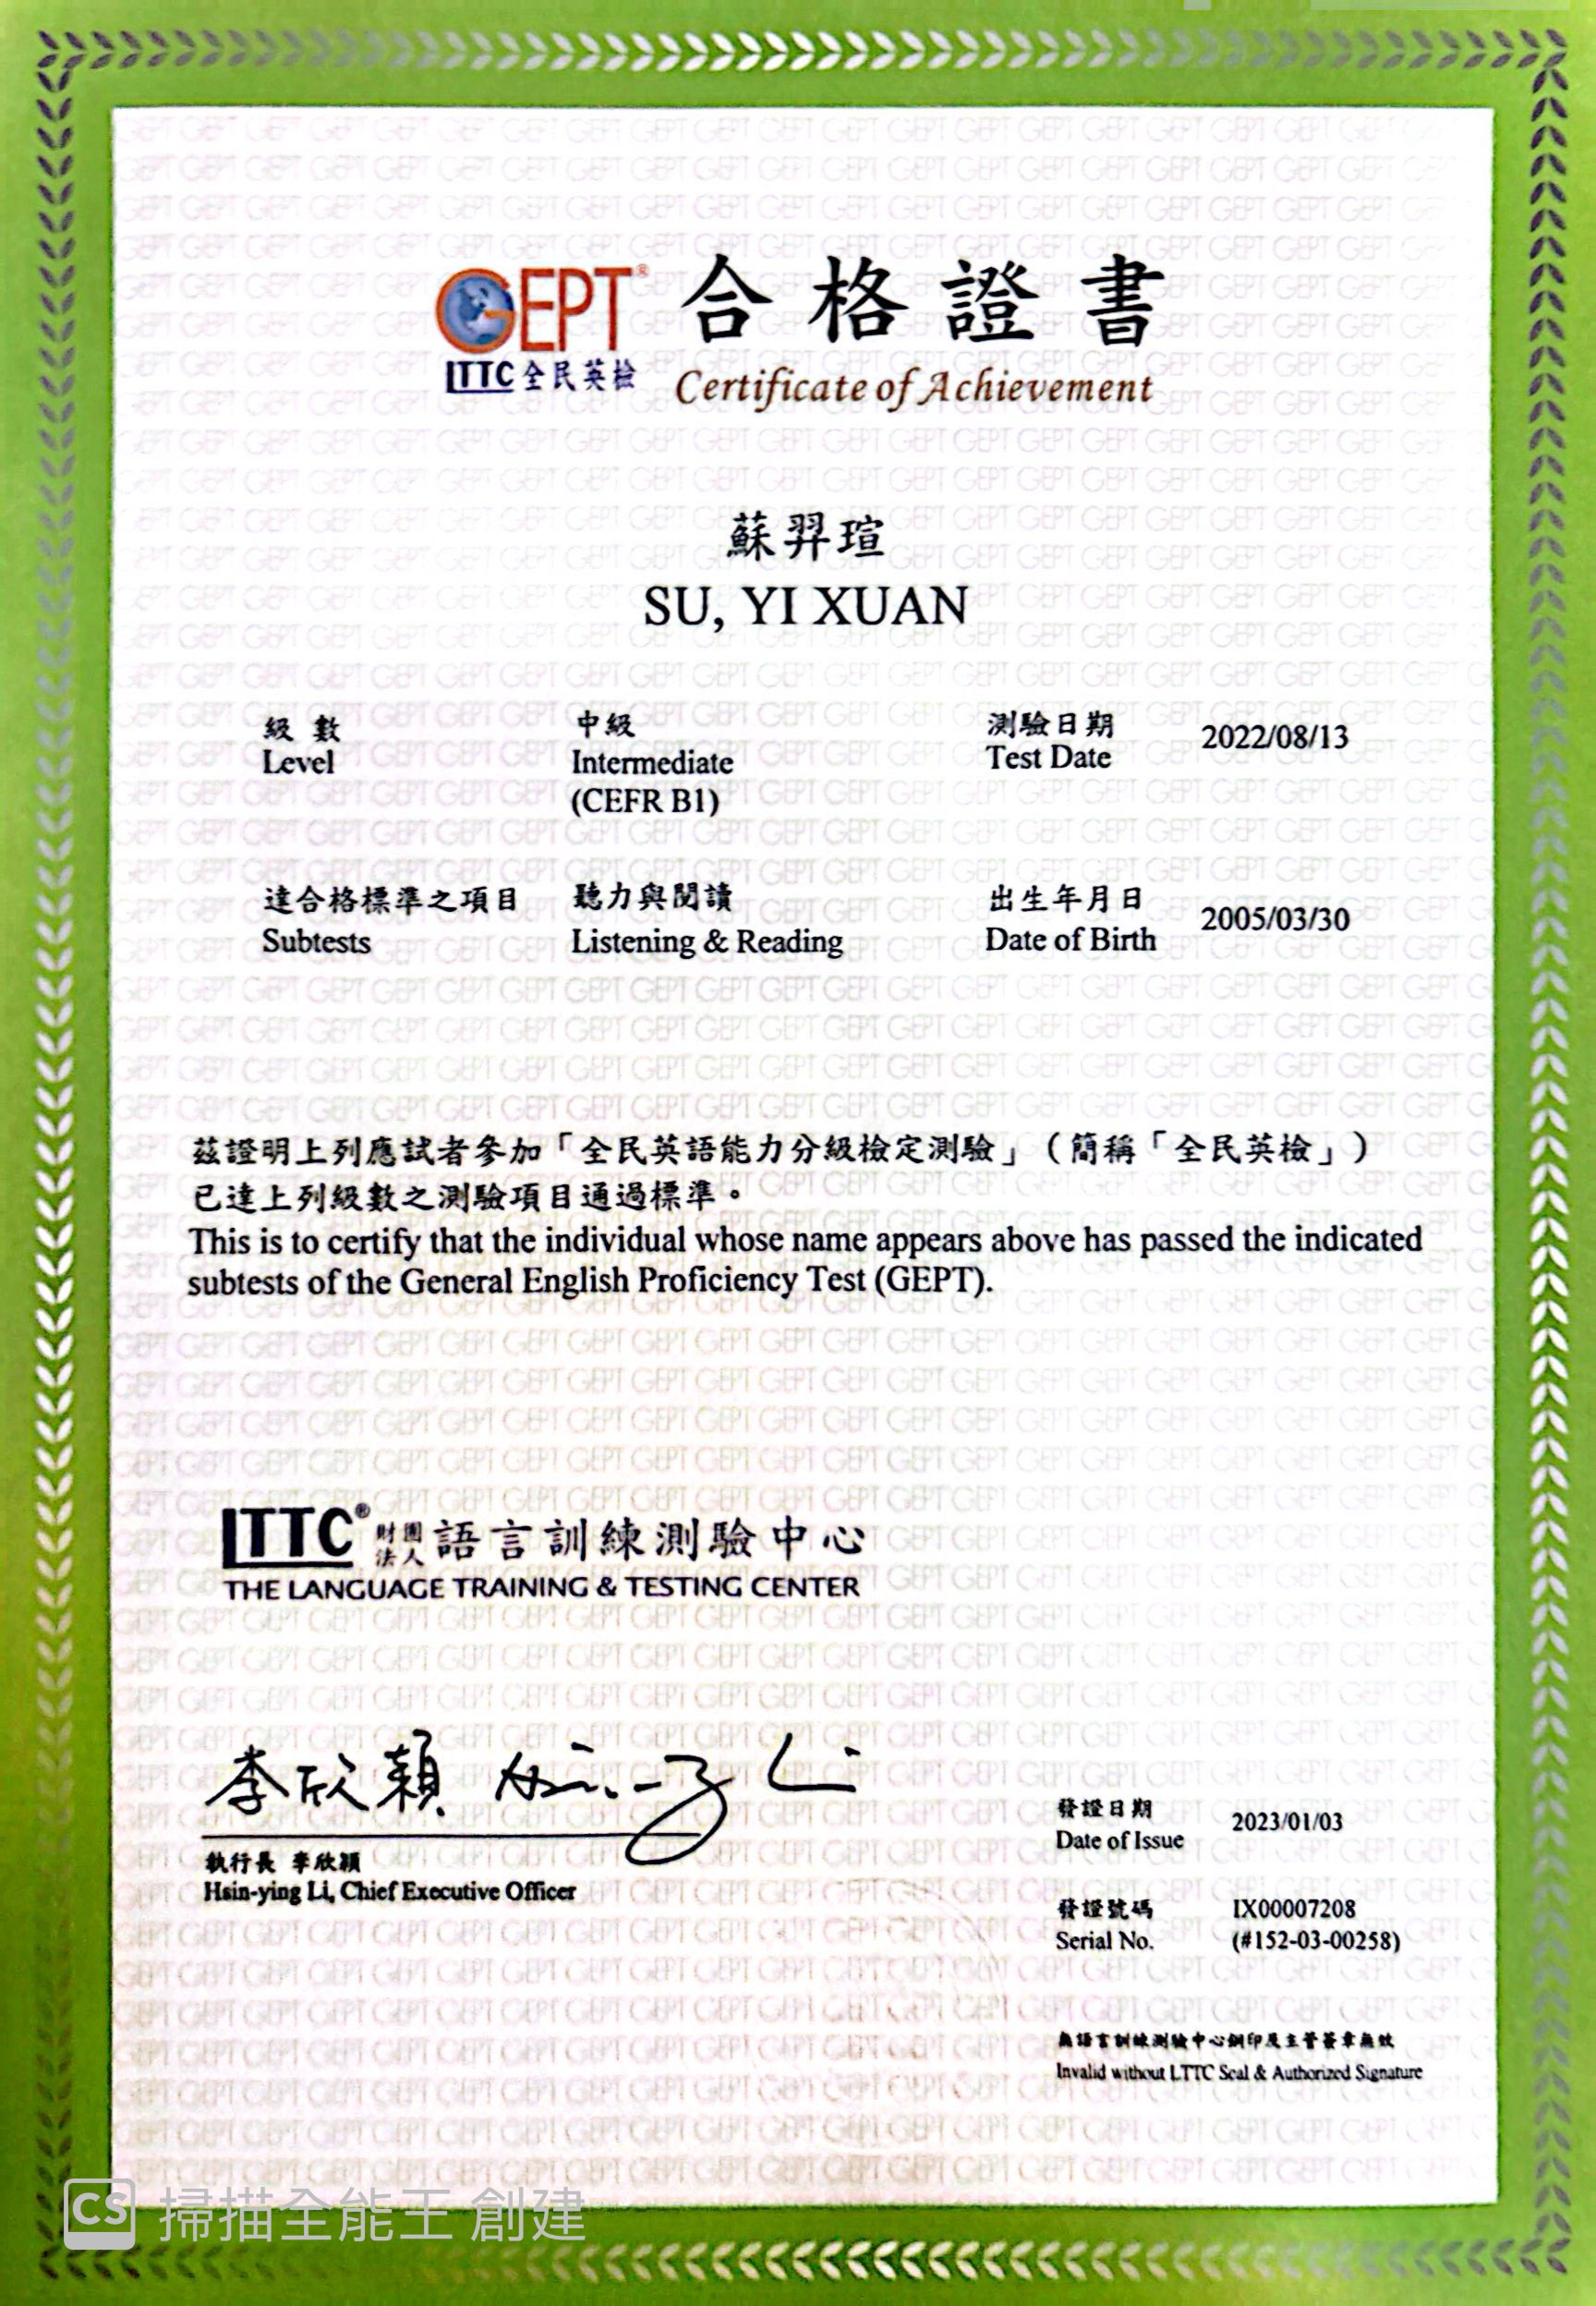 GEPT® 合格證書
LTTC 全民英檢
Certificate of Achievement
蘇羿瑄
SU, YI XUAN
級數 中級 測驗日期 2022/08/13
Level Intermediate Test Date
(CEFR B1)
達合格標準之項目 聽力與閱讀 出生年月日 2005/03/30
Subtests Listening & Reading Date of Birth
茲證明上列應試者參加「全民英語能力分級檢定測驗」（簡稱「全民英檢」）
已達上列級數之測驗項目通過標準。
This is to certify that the individual whose name appears above has passed the indicated
subtests of the General English Proficiency Test (GEPT).
LTTC® 財團法人 語言訓練測驗中心
THE LANGUAGE TRAINING & TESTING CENTER
李欣穎
執行長 李欣穎
Hsin-ying Li, Chief Executive Officer
發證日期 2023/01/03
Date of Issue
發證號碼 IX00007208
Serial No. (#152-03-00258)
無語言訓練測驗中心鋼印及主管簽章無效
Invalid without LTTC Seal & Authorized Signature
CS 掃描全能王 創建